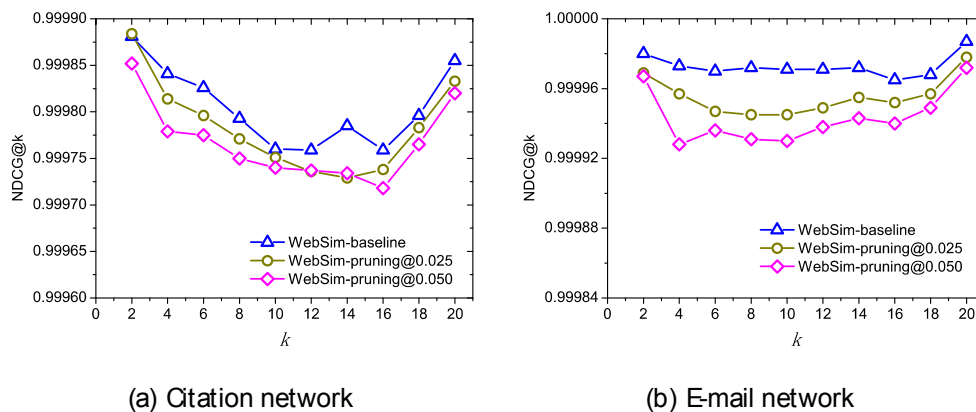 0.99990
0.99985
0.99980
0.99975
0.99970
0.99965
0.99960
NDCG@k
WebSim-baseline
WebSim-pruning@0.025
WebSim-pruning@0.050
0 2 4 6 8 10 12 14 16 18 20
k
(a) Citation network
1.00000
0.99996
0.99992
0.99988
0.99984
NDCG@k
WebSim-baseline
WebSim-pruning@0.025
WebSim-pruning@0.050
0 2 4 6 8 10 12 14 16 18 20
k
(b) E-mail network